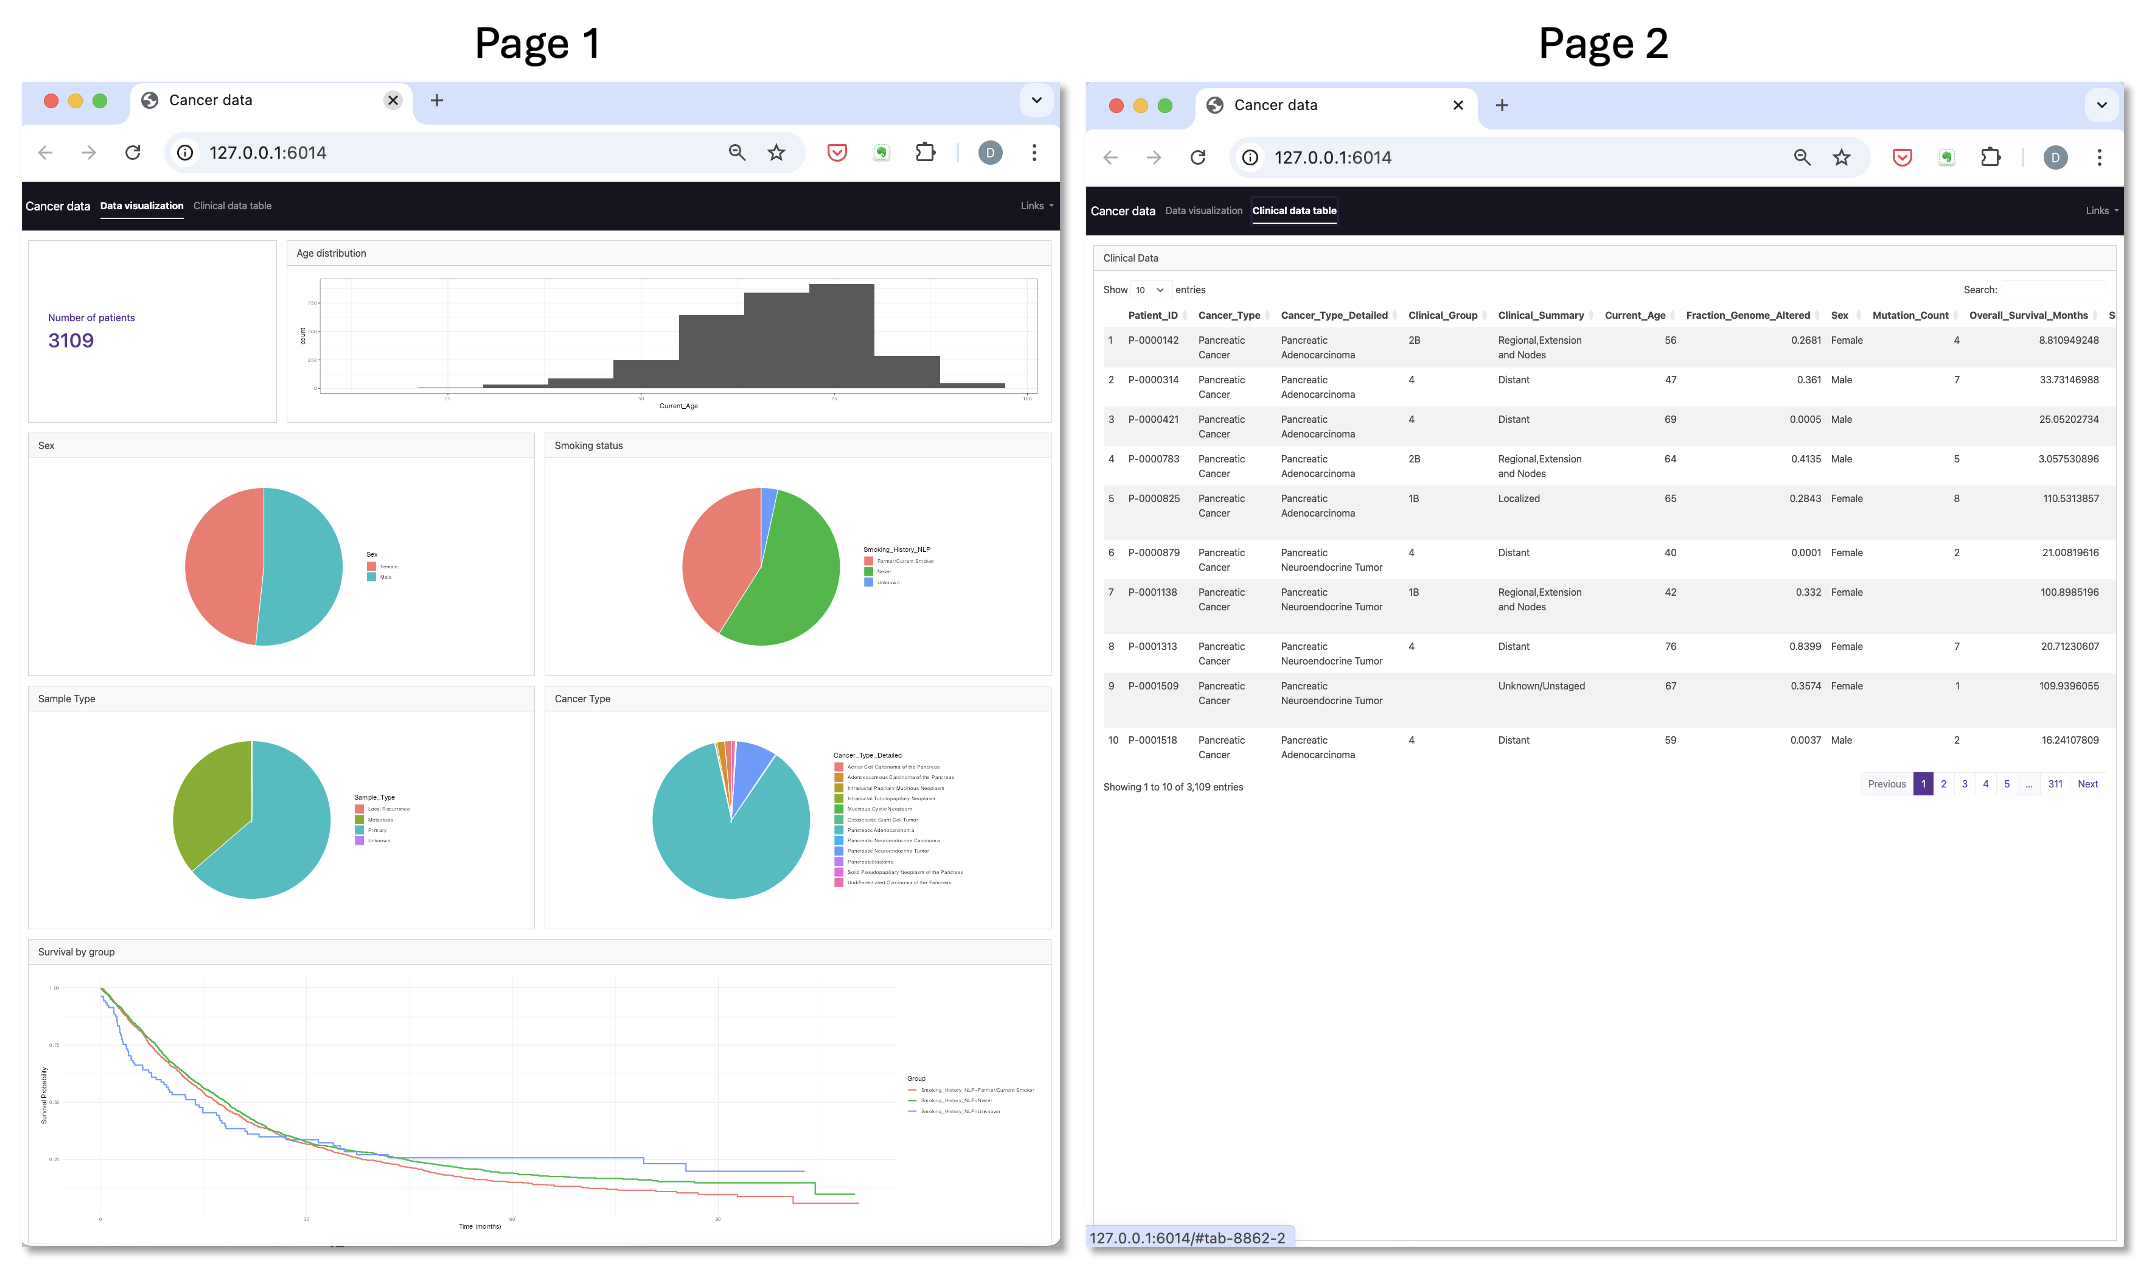 Page 1
Page 2
Cancer data
127.0.0.1:6014
D
Cancer data Data visualization Clinical data table Links
Number of patients
3109
Age distribution
count
750
500
250
0
25 50 75 100
Current_Age
Sex
Sex
Female
Male
Smoking status
Smoking_History_NLP
Former/Current Smoker
Never
Unknown
Sample Type
Sample_Type
Local Recurrence
Metastasis
Primary
Unknown
Cancer Type
Cancer_Type_Detailed
Acinar Cell Carcinoma of the Pancreas
Adenosquamous Carcinoma of the Pancreas
Intraductal Papillary Mucinous Neoplasm
Intraductal Tubulopapillary Neoplasm
Mucinous Cystic Neoplasm
Osteoclastic Giant Cell Tumor
Pancreatic Adenocarcinoma
Pancreatic Neuroendocrine Carcinoma
Pancreatic Neuroendocrine Tumor
Pancreatoblastoma
Solid Pseudopapillary Neoplasm of the Pancreas
Undifferentiated Carcinoma of the Pancreas
Survival by group
Survival Probability
1.00
0.75
0.50
0.25
0 30 60 90
Time (months)
Group
Smoking_History_NLP=Former/Current Smoker
Smoking_History_NLP=Never
Smoking_History_NLP=Unknown
Cancer data
127.0.0.1:6014
D
Cancer data Data visualization Clinical data table Links
Clinical Data
Show 10 entries Search:
Patient_ID Cancer_Type Cancer_Type_Detailed Clinical_Group Clinical_Summary Current_Age Fraction_Genome_Altered Sex Mutation_Count Overall_Survival_Months S
1 P-0000142 Pancreatic Pancreatic 2B Regional,Extension 56 0.2681 Female 4 8.810949248
Cancer Adenocarcinoma and Nodes
2 P-0000314 Pancreatic Pancreatic 4 Distant 47 0.361 Male 7 33.73146988
Cancer Adenocarcinoma
3 P-0000421 Pancreatic Pancreatic 4 Distant 69 0.0005 Male 25.05202734
Cancer Adenocarcinoma
4 P-0000783 Pancreatic Pancreatic 2B Regional,Extension 64 0.4135 Male 5 3.057530896
Cancer Adenocarcinoma and Nodes
5 P-0000825 Pancreatic Pancreatic 1B Localized 65 0.2843 Female 8 110.5313857
Cancer Adenocarcinoma
6 P-0000879 Pancreatic Pancreatic 4 Distant 40 0.0001 Female 2 21.00819616
Cancer Neuroendocrine Tumor
7 P-0001138 Pancreatic Pancreatic 1B Regional,Extension 42 0.332 Female 100.8985196
Cancer Neuroendocrine Tumor and Nodes
8 P-0001313 Pancreatic Pancreatic 4 Distant 76 0.8399 Female 7 20.71230607
Cancer Neuroendocrine Tumor
9 P-0001509 Pancreatic Pancreatic Unknown/Unstaged 67 0.3574 Female 1 109.9396055
Cancer Neuroendocrine Tumor
10 P-0001518 Pancreatic Pancreatic 4 Distant 59 0.0037 Male 2 16.24107809
Cancer Adenocarcinoma
Showing 1 to 10 of 3,109 entries Previous 1 2 3 4 5 ... 311 Next
127.0.0.1:6014/#tab-8862-2